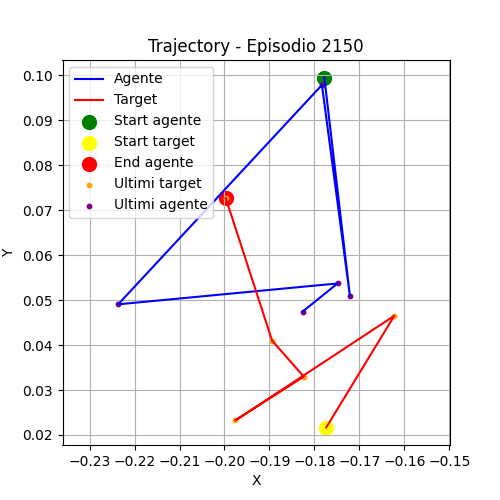 Trajectory - Episodio 2150
Agente
Target
Start agente
Start target
End agente
Ultimi target
Ultimi agente
0.10
0.09
0.08
0.07
0.06
0.05
0.04
0.03
0.02
Y
−0.23 −0.22 −0.21 −0.20 −0.19 −0.18 −0.17 −0.16 −0.15
X